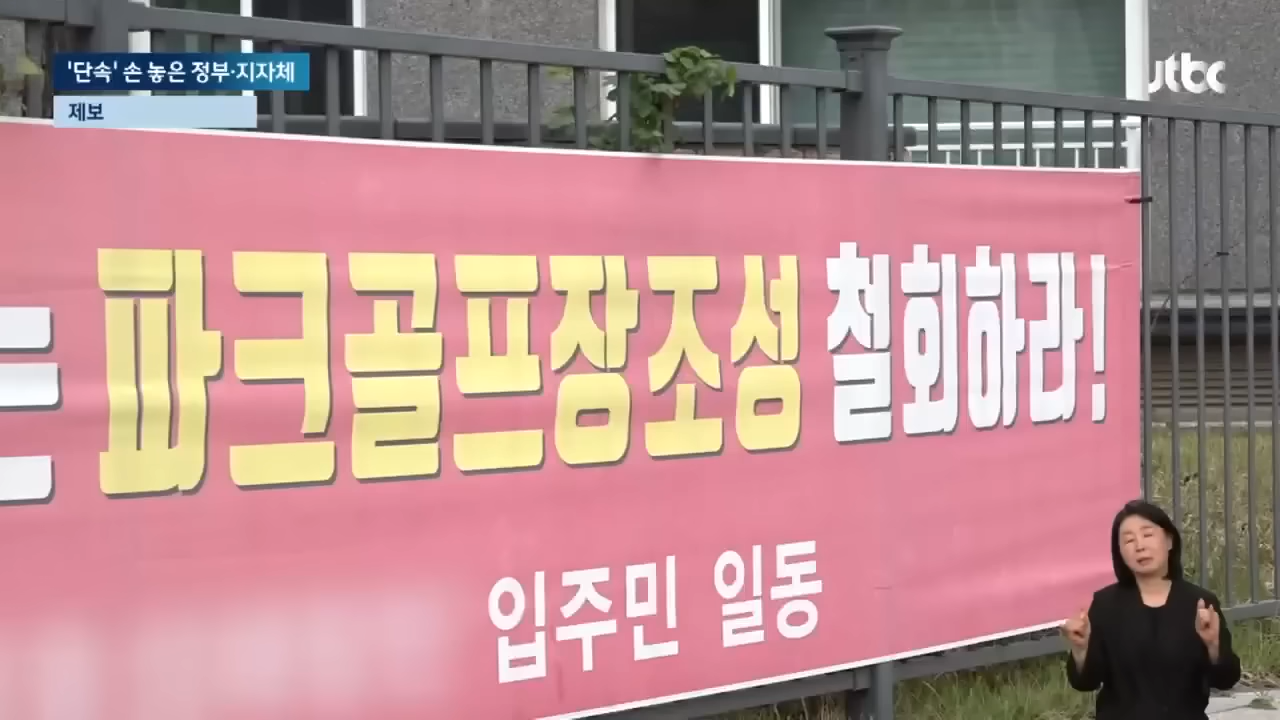 '단속' 손 놓은 정부·지자체
제보
jtbc
는 파크골프장조성 철회하라!
입주민 일동